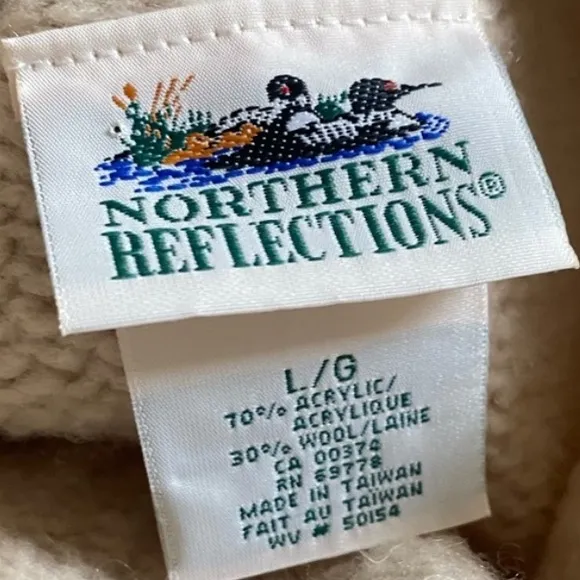 NORTHERN
REFLECTIONS®
L/G
70% ACRYLIC/
ACRYLIQUE
30% WOOL/LAINE
CA 00374
RN 69778
MADE IN TAIWAN
FAIT AU TAIWAN
WV # 50154